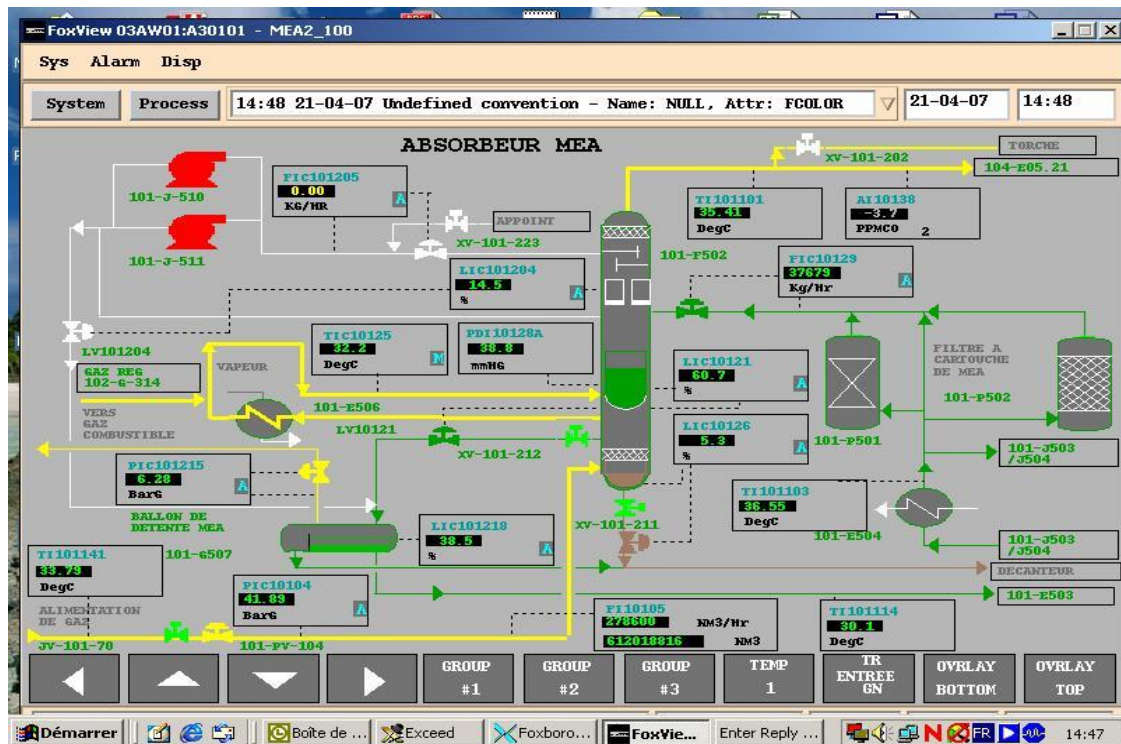 FoxView 03AW01:A30101 - MEA2_100
Sys Alarm Disp
System Process 14:48 21-04-07 Undefined convention - Name: NULL, Attr: FCOLOR 21-04-07 14:48
ABSORBEUR MEA
TORCHE
XV-101-202
104-E05.21
FIC101205
0.00
KG/HR
A
101-J-510
TI101101
35.41
DegC
AI10138
-3.7
PPMCO 2
APPOINT
XV-101-223
101-J-511
101-F502
FIC10129
37679
Kg/Hr
A
LIC101204
14.5
%
A
TIC10125
32.2
DegC
M
PDI10128A
38.8
mmHG
LV101204
GAZ REG
102-G-314
VAPEUR
LIC10121
60.7
%
A
FILTRE A
CARTOUCHE
DE MEA
101-P502
101-E506
VERS
GAZ
COMBUSTIBLE
LV10121
XV-101-212
LIC10126
5.3
%
A
101-P501
101-J503
/J504
PIC101215
6.28
BarG
A
TI101103
36.55
DegC
BALLON DE
DETENTE MEA
101-G507
LIC101218
38.5
%
A
XV-101-211
101-E504
101-J503
/J504
TI101141
33.79
DegC
DECANTEUR
PIC10104
41.89
BarG
A
101-E503
ALIMENTATION
DE GAZ
FI10105
278600 NM3/Hr
612018816 NM3
TI101114
30.1
DegC
JV-101-70
101-PV-104
GROUP
#1
GROUP
#2
GROUP
#3
TEMP
1
TR
ENTREE
GN
OVRLAY
BOTTOM
OVRLAY
TOP
Démarrer Boîte de ... Exceed Foxboro... FoxVie... Enter Reply ... FR 14:47